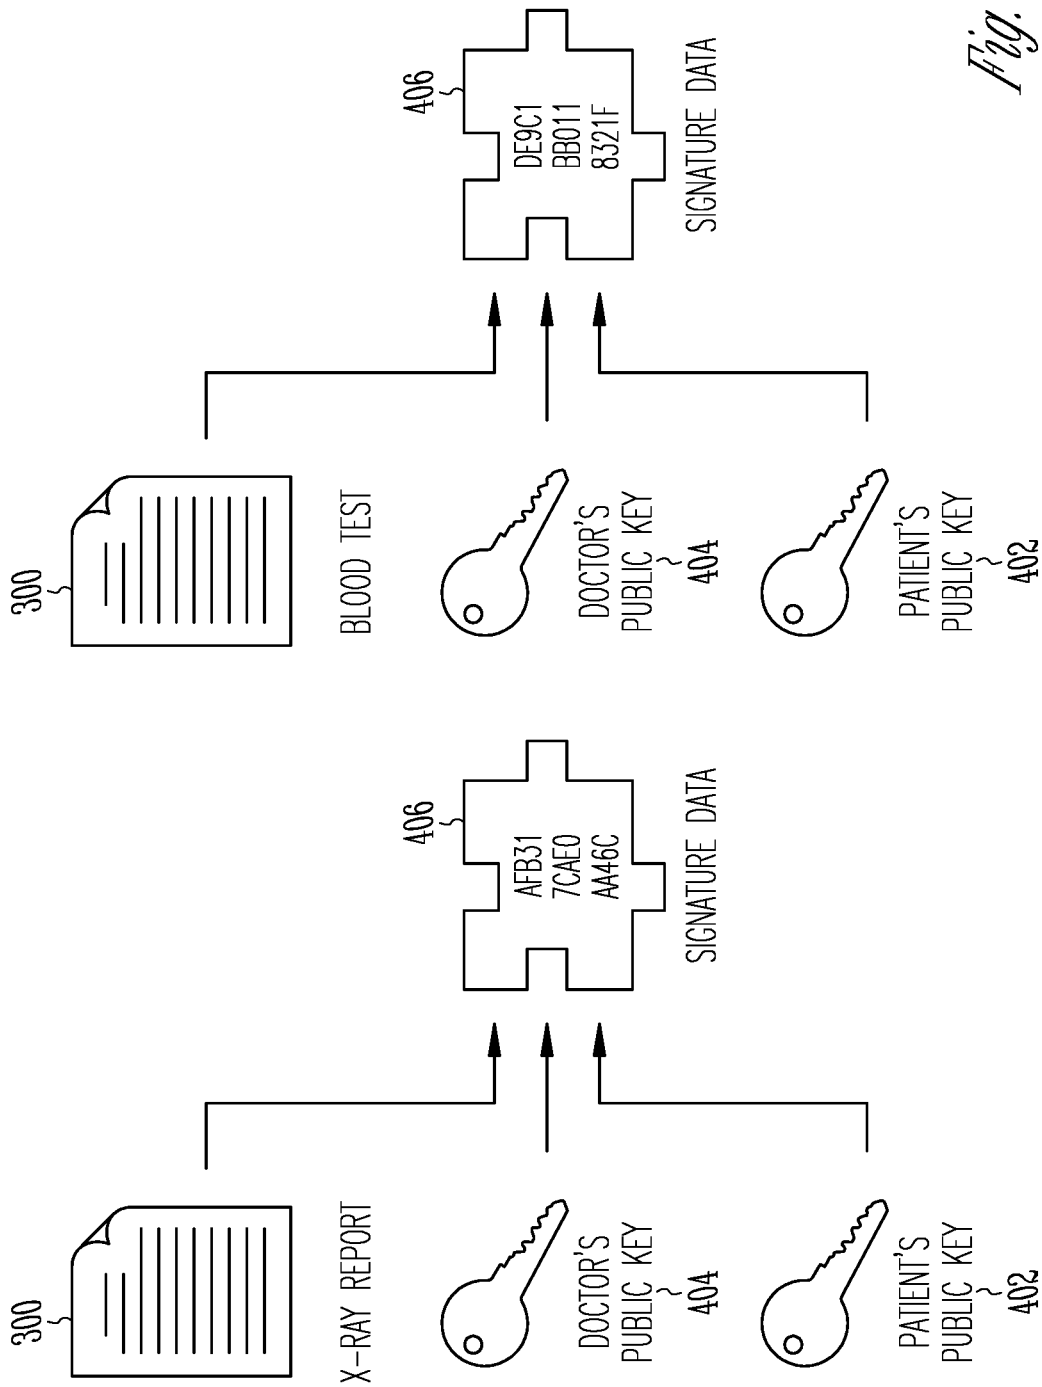 300
X-RAY REPORT
DOCTOR'S
PUBLIC KEY
404
PATIENT'S
PUBLIC KEY
402
406
AFB31
7CAE0
AA46C
SIGNATURE DATA
300
BLOOD TEST
DOCTOR'S
PUBLIC KEY
404
PATIENT'S
PUBLIC KEY
402
406
DE9C1
BB011
8321F
SIGNATURE DATA
Fig.